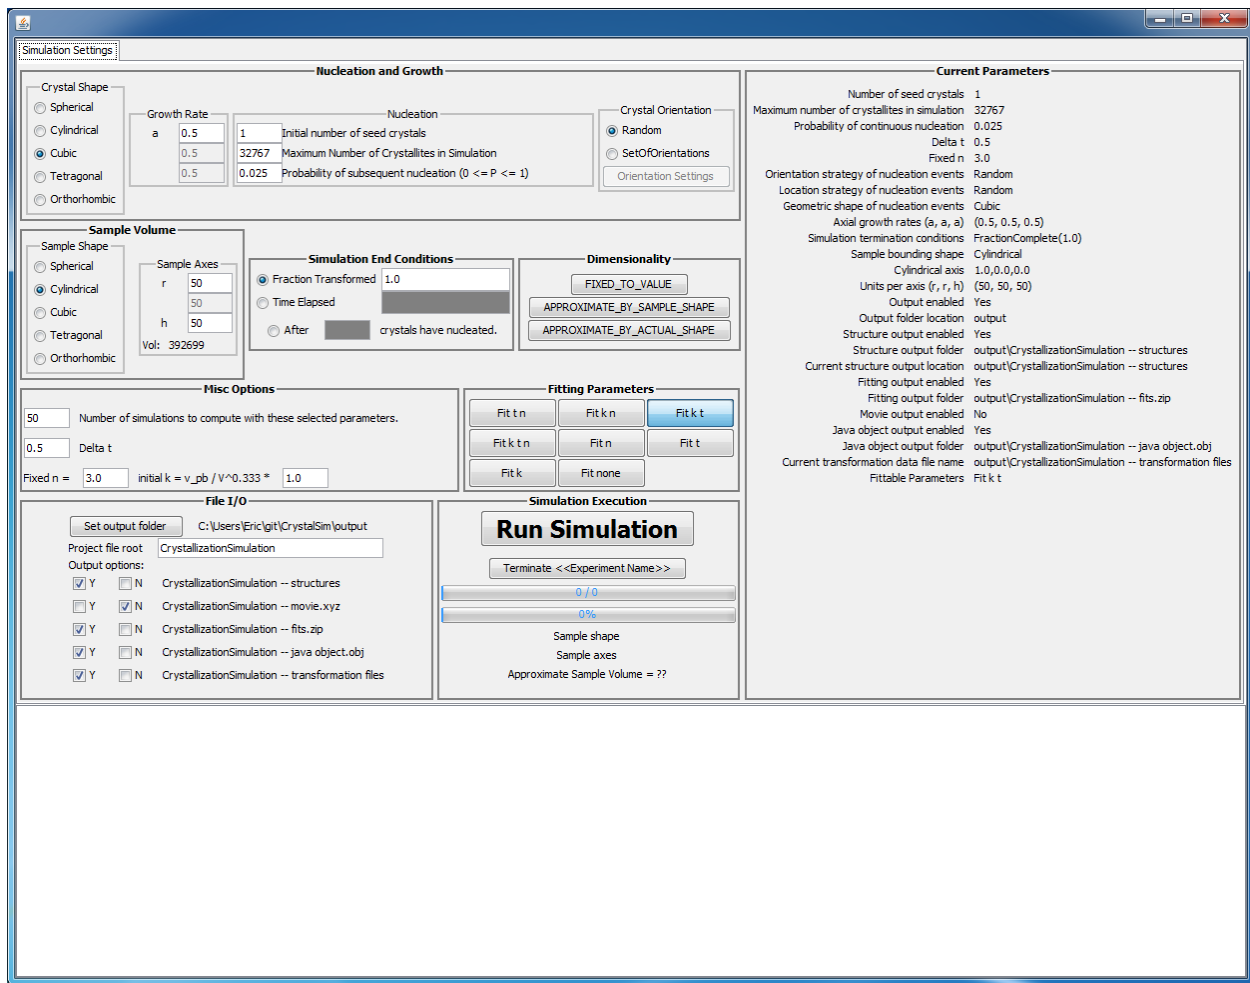 Simulation Settings
Nucleation and Growth
Crystal Shape
Spherical
Cylindrical
Cubic
Tetragonal
Orthorhombic
Growth Rate
a 0.5
0.5
0.5
Nucleation
1 Initial number of seed crystals
32767 Maximum Number of Crystallites in Simulation
0.025 Probability of subsequent nucleation (0 <= P <= 1)
Crystal Orientation
Random
SetOfOrientations
Orientation Settings
Sample Volume
Sample Shape
Spherical
Cylindrical
Cubic
Tetragonal
Orthorhombic
Sample Axes
r 50
50
h 50
Vol: 392699
Simulation End Conditions
Fraction Transformed 1.0
Time Elapsed
After crystals have nucleated.
Dimensionality
FIXED_TO_VALUE
APPROXIMATE_BY_SAMPLE_SHAPE
APPROXIMATE_BY_ACTUAL_SHAPE
Misc Options
50 Number of simulations to compute with these selected parameters.
0.5 Delta t
Fixed n = 3.0 initial k = v_pb / V^0.333 * 1.0
Fitting Parameters
Fit t n Fit k n Fit k t
Fit k t n Fit n Fit t
Fit k Fit none
File I/O
Set output folder C:\Users\Eric\git\CrystalSim\output
Project file root CrystallizationSimulation
Output options:
Y N CrystallizationSimulation -- structures
Y N CrystallizationSimulation -- movie.xyz
Y N CrystallizationSimulation -- fits.zip
Y N CrystallizationSimulation -- java object.obj
Y N CrystallizationSimulation -- transformation files
Simulation Execution
Run Simulation
Terminate <<Experiment Name>>
0 / 0
0%
Sample shape
Sample axes
Approximate Sample Volume = ??
Current Parameters
Number of seed crystals 1
Maximum number of crystallites in simulation 32767
Probability of continuous nucleation 0.025
Delta t 0.5
Fixed n 3.0
Orientation strategy of nucleation events Random
Location strategy of nucleation events Random
Geometric shape of nucleation events Cubic
Axial growth rates (a, a, a) (0.5, 0.5, 0.5)
Simulation termination conditions FractionComplete(1.0)
Sample bounding shape Cylindrical
Cylindrical axis 1.0,0.0,0.0
Units per axis (r, r, h) (50, 50, 50)
Output enabled Yes
Output folder location output
Structure output enabled Yes
Structure output folder output\CrystallizationSimulation -- structures
Current structure output location output\CrystallizationSimulation -- structures
Fitting output enabled Yes
Fitting output folder output\CrystallizationSimulation -- fits.zip
Movie output enabled No
Java object output enabled Yes
Java object output folder output\CrystallizationSimulation -- java object.obj
Current transformation data file name output\CrystallizationSimulation -- transformation files
Fittable Parameters Fit k t